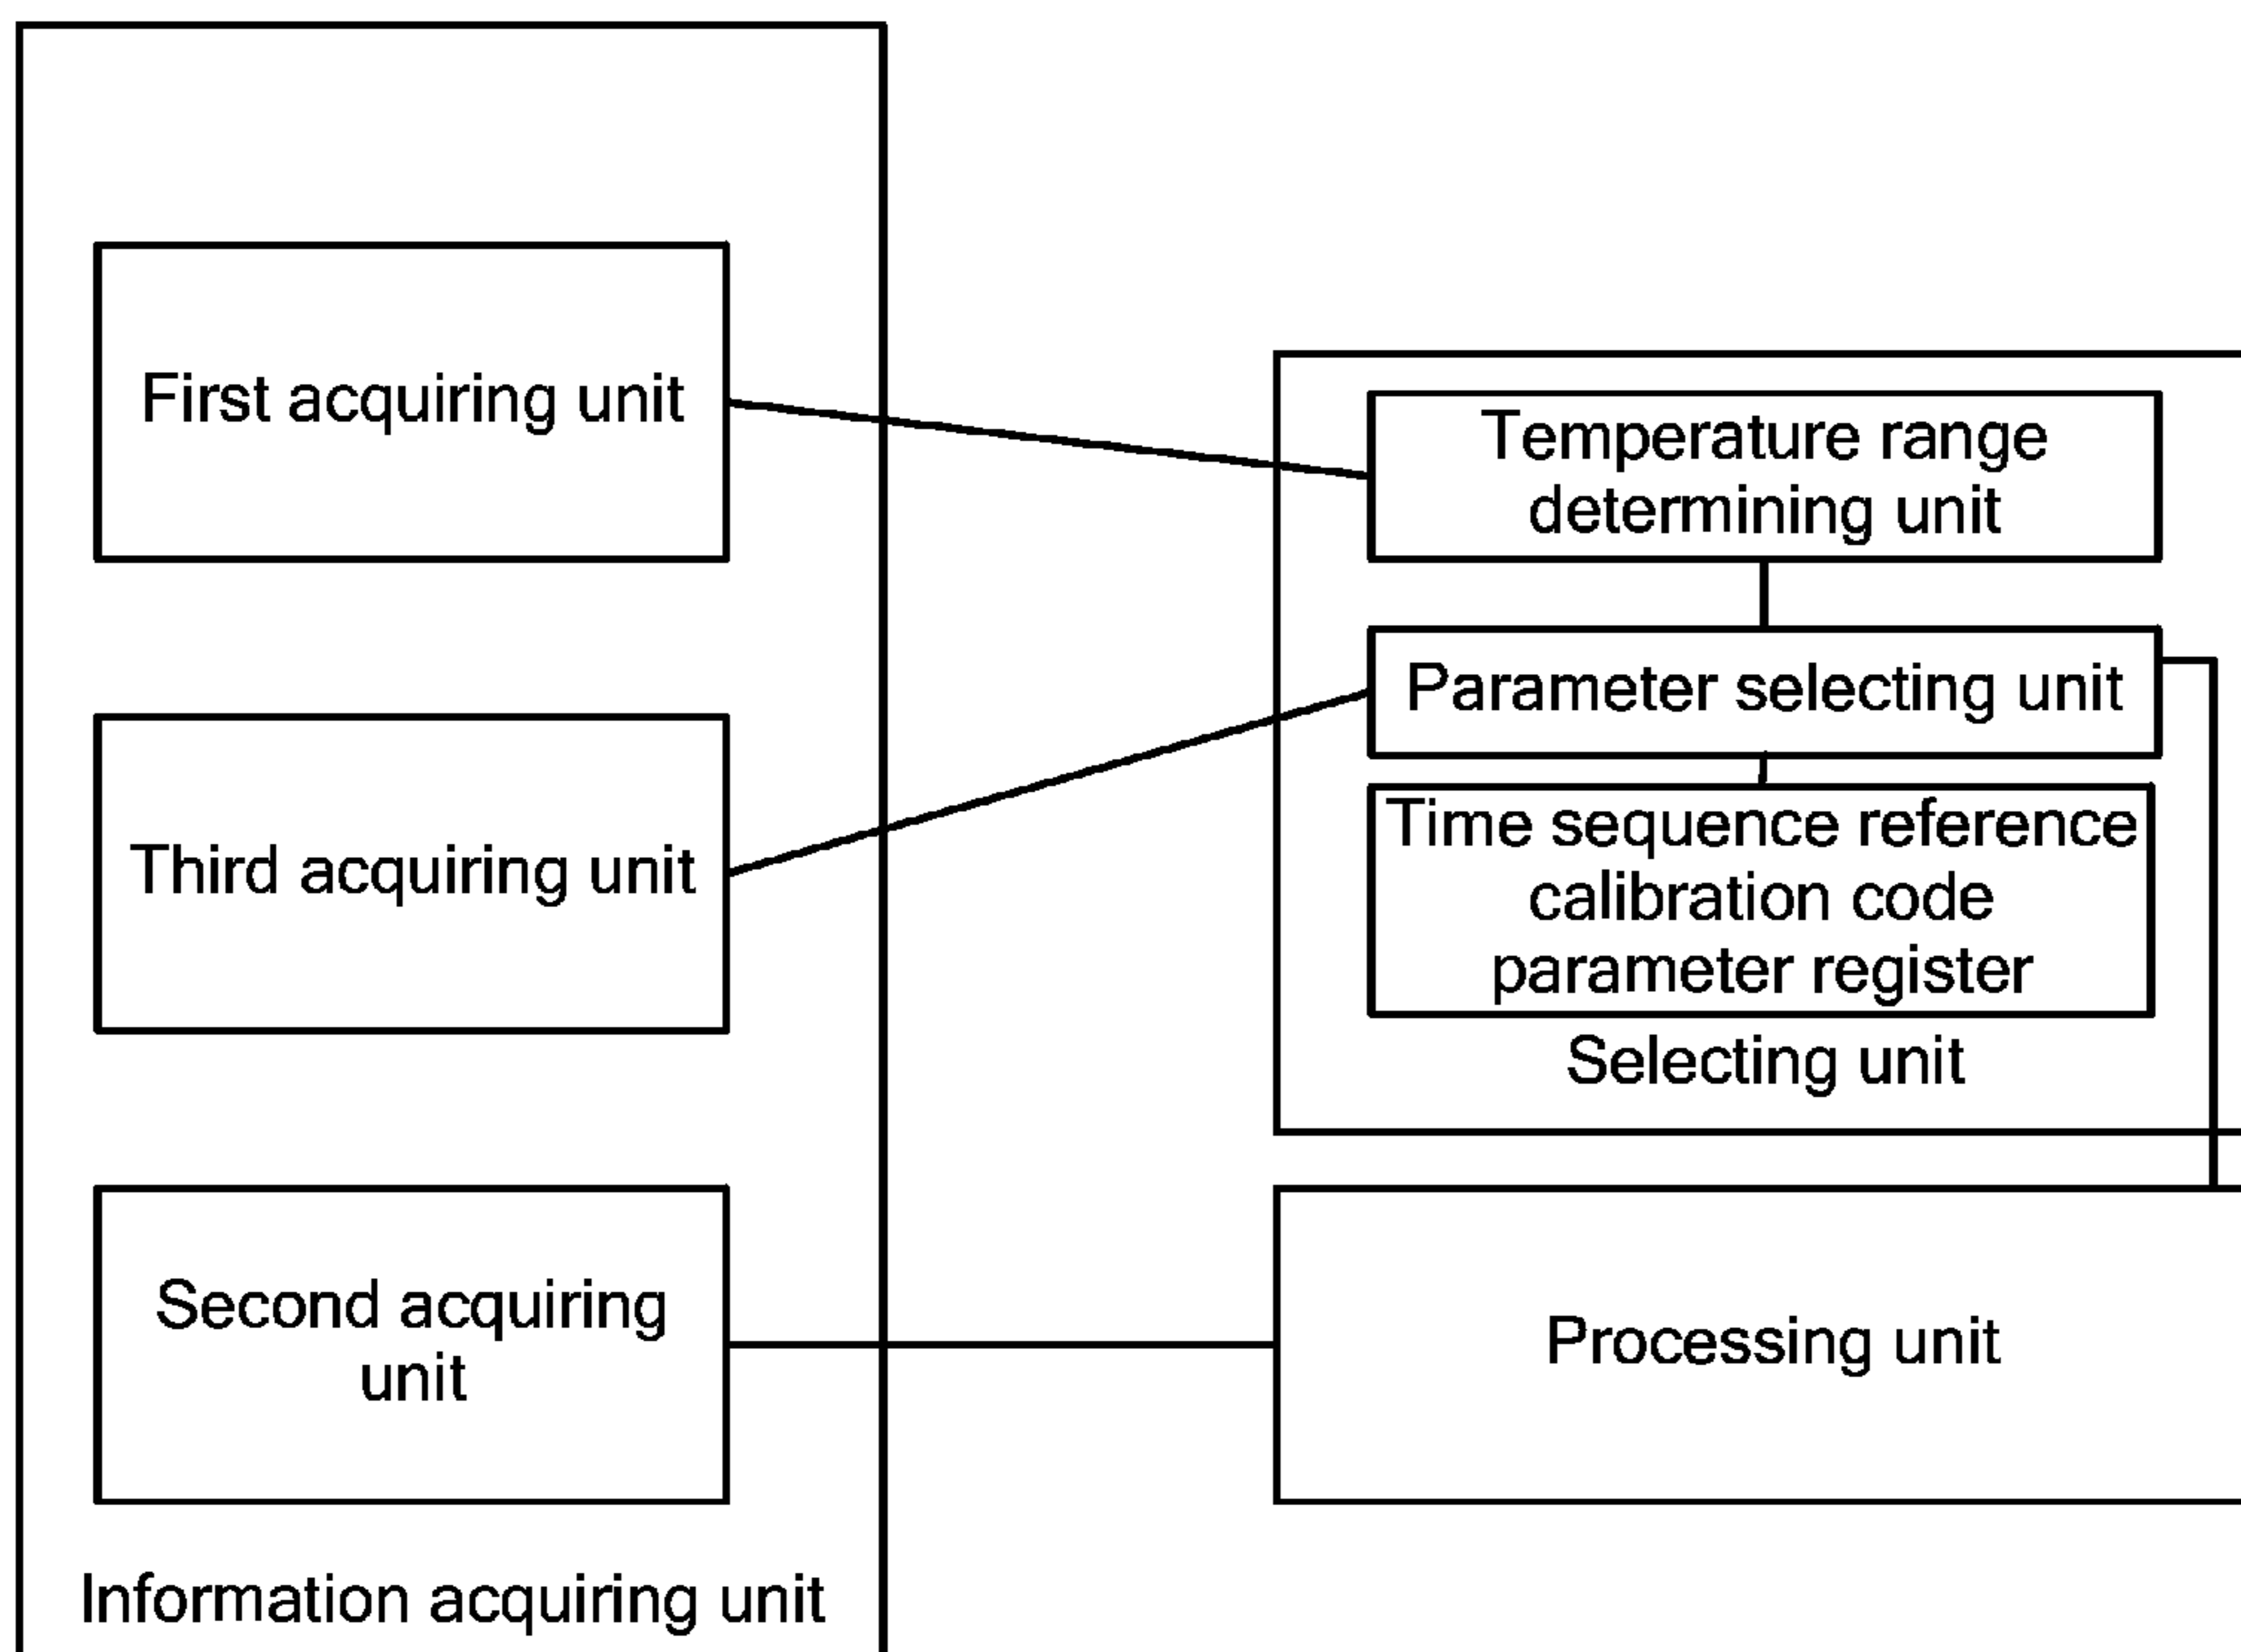 First acquiring unit
Third acquiring unit
Second acquiring
unit
Information acquiring unit
Temperature range
determining unit
Parameter selecting unit
Time sequence reference
calibration code
parameter register
Selecting unit
Processing unit